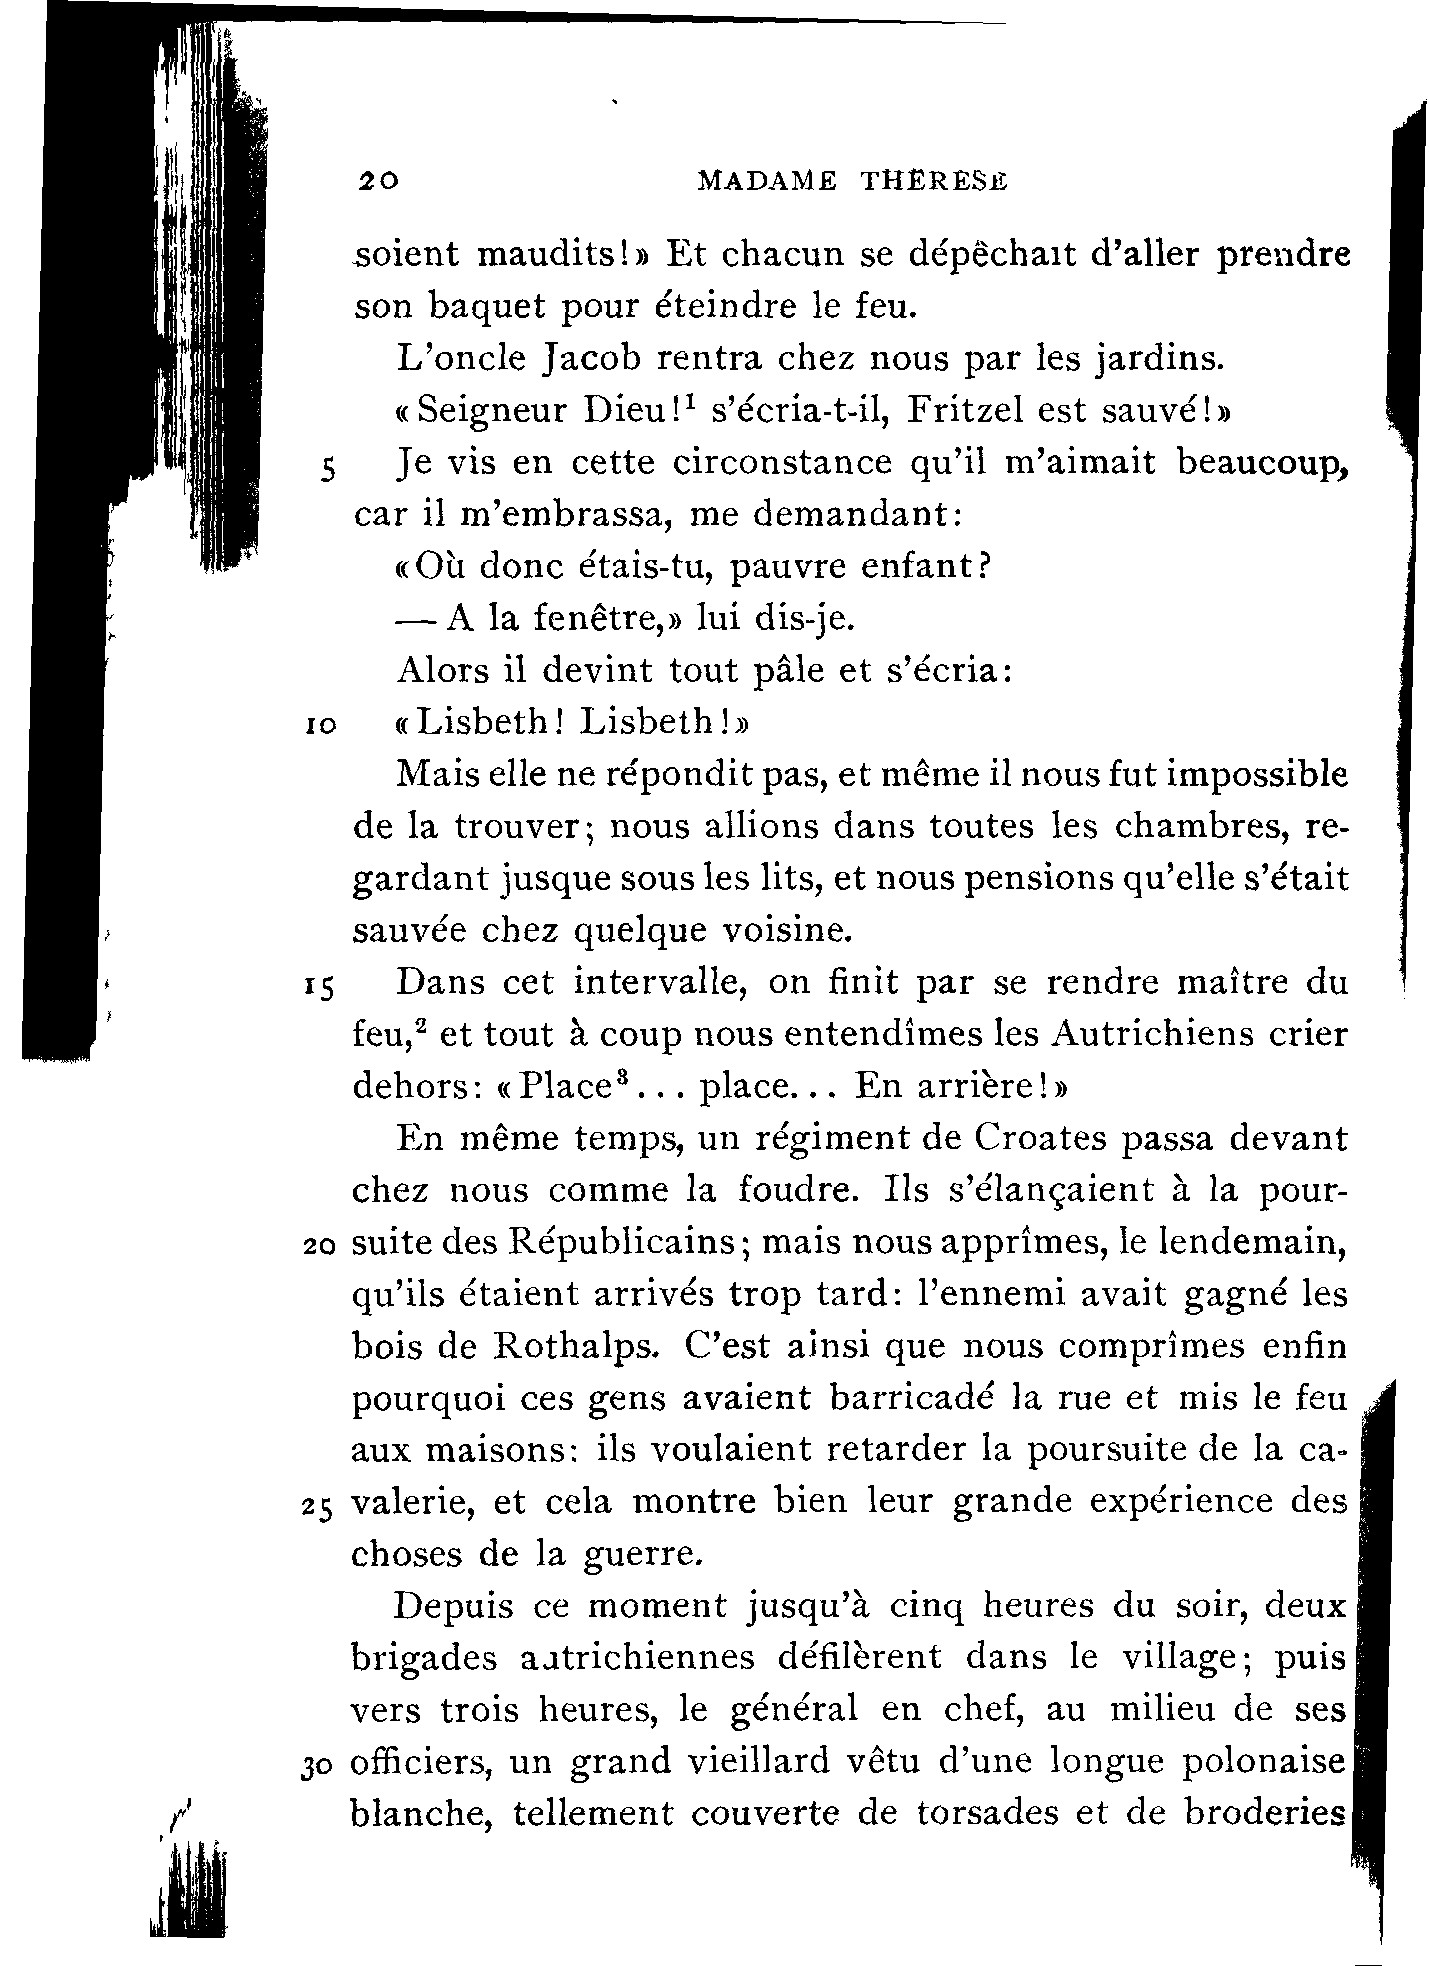 20 MADAME THÉRÈSE
soient maudits!» Et chacun se dépêchait d'aller prendre
son baquet pour éteindre le feu.
L'oncle Jacob rentra chez nous par les jardins.
«Seigneur Dieu!¹ s'écria-t-il, Fritzel est sauvé!»
5 Je vis en cette circonstance qu'il m'aimait beaucoup,
car il m'embrassa, me demandant:
«Où donc étais-tu, pauvre enfant?
— A la fenêtre,» lui dis-je.
Alors il devint tout pâle et s'écria:
10 «Lisbeth! Lisbeth!»
Mais elle ne répondit pas, et même il nous fut impossible
de la trouver; nous allions dans toutes les chambres, re-
gardant jusque sous les lits, et nous pensions qu'elle s'était
sauvée chez quelque voisine.
15 Dans cet intervalle, on finit par se rendre maître du
feu,² et tout à coup nous entendîmes les Autrichiens crier
dehors: «Place³... place... En arrière!»
En même temps, un régiment de Croates passa devant
chez nous comme la foudre. Ils s'élançaient à la pour-
20 suite des Républicains; mais nous apprîmes, le lendemain,
qu'ils étaient arrivés trop tard: l'ennemi avait gagné les
bois de Rothalps. C'est ainsi que nous comprîmes enfin
pourquoi ces gens avaient barricadé la rue et mis le feu
aux maisons: ils voulaient retarder la poursuite de la ca-
25 valerie, et cela montre bien leur grande expérience des
choses de la guerre.
Depuis ce moment jusqu'à cinq heures du soir, deux
brigades autrichiennes défilèrent dans le village; puis
vers trois heures, le général en chef, au milieu de ses
30 officiers, un grand vieillard vêtu d'une longue polonaise
blanche, tellement couverte de torsades et de broderies